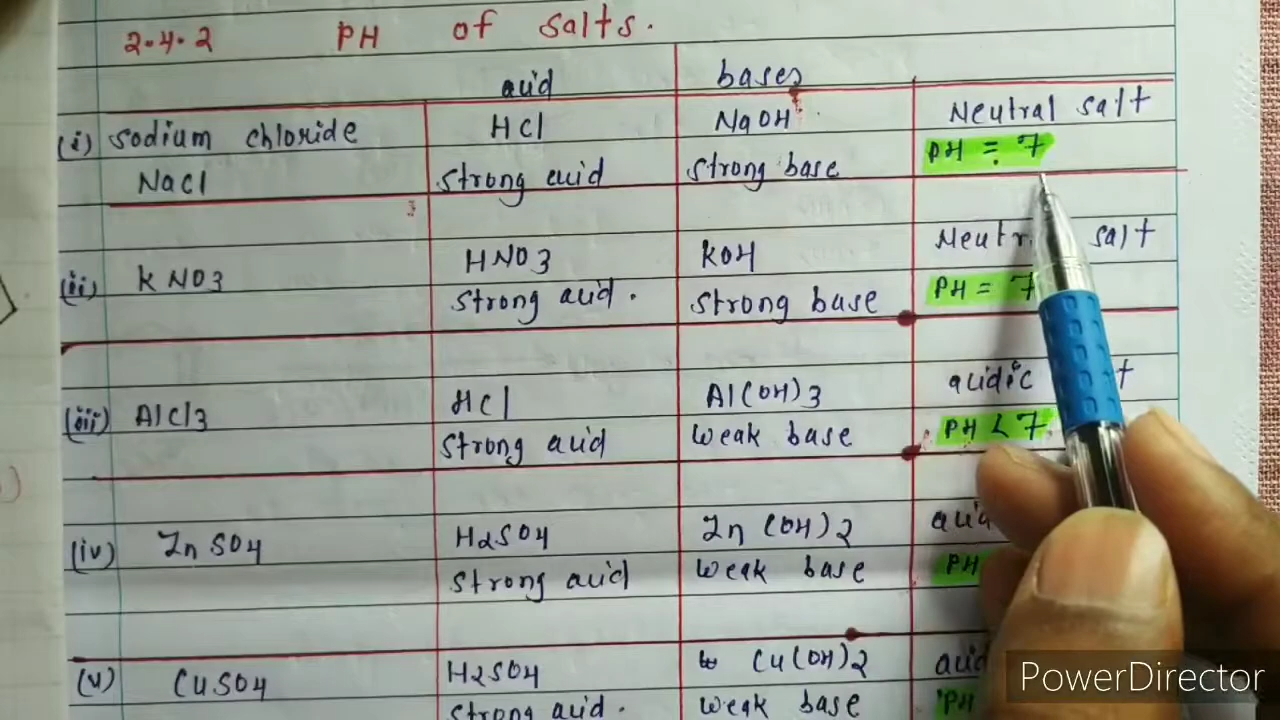 2.4.2 PH of salts.
acid bases
(i) sodium chloride HCl NaOH Neutral salt
NaCl strong acid strong base PH = 7
(ii) KNO3 HNO3 KOH salt
strong acid. strong base PH = 7
(iii) AlCl3 HCl Al(OH)3 acidic
strong acid weak base PH < 7
(iv) ZnSO4 H2SO4 Zn(OH)2
strong acid weak base PH
(v) CuSO4 H2SO4 Cu(OH)2
strong acid. weak base PH
PowerDirector